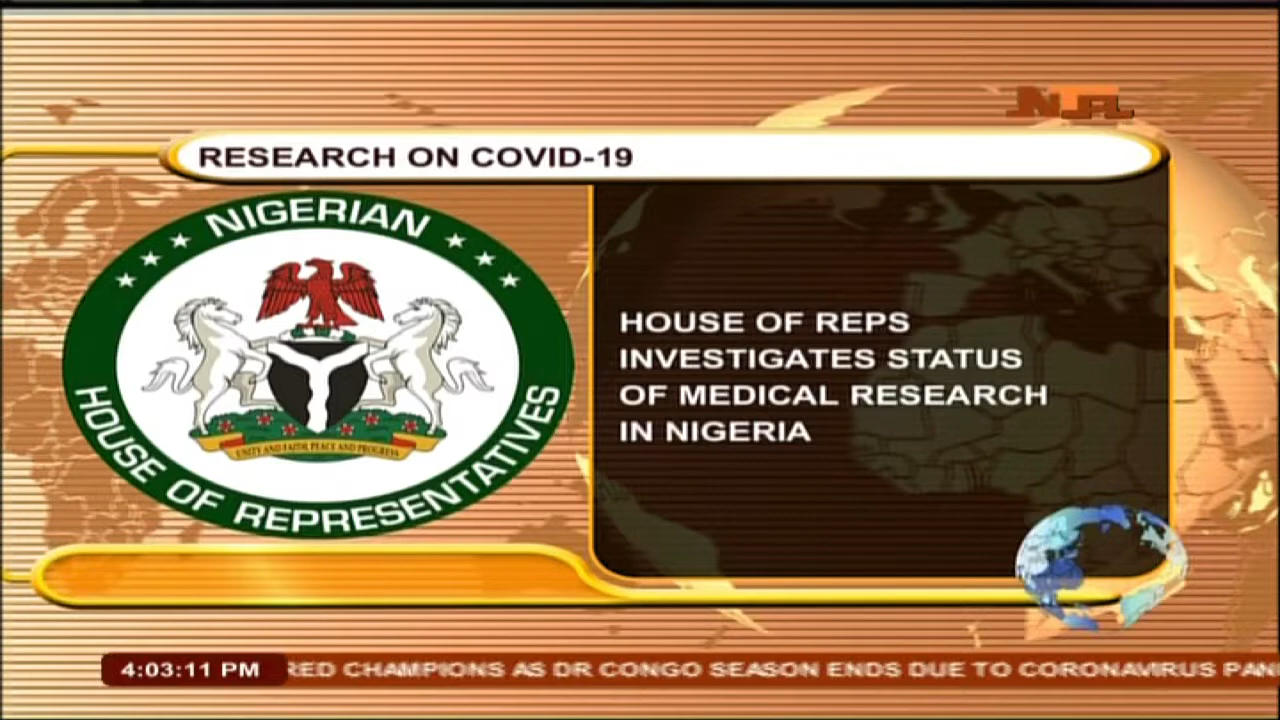 NTA
RESEARCH ON COVID-19
NIGERIAN
HOUSE OF REPRESENTATIVES
UNITY AND FAITH, PEACE AND PROGRESS
HOUSE OF REPS
INVESTIGATES STATUS
OF MEDICAL RESEARCH
IN NIGERIA
4:03:11 PM
RED CHAMPIONS AS DR CONGO SEASON ENDS DUE TO CORONAVIRUS PAN